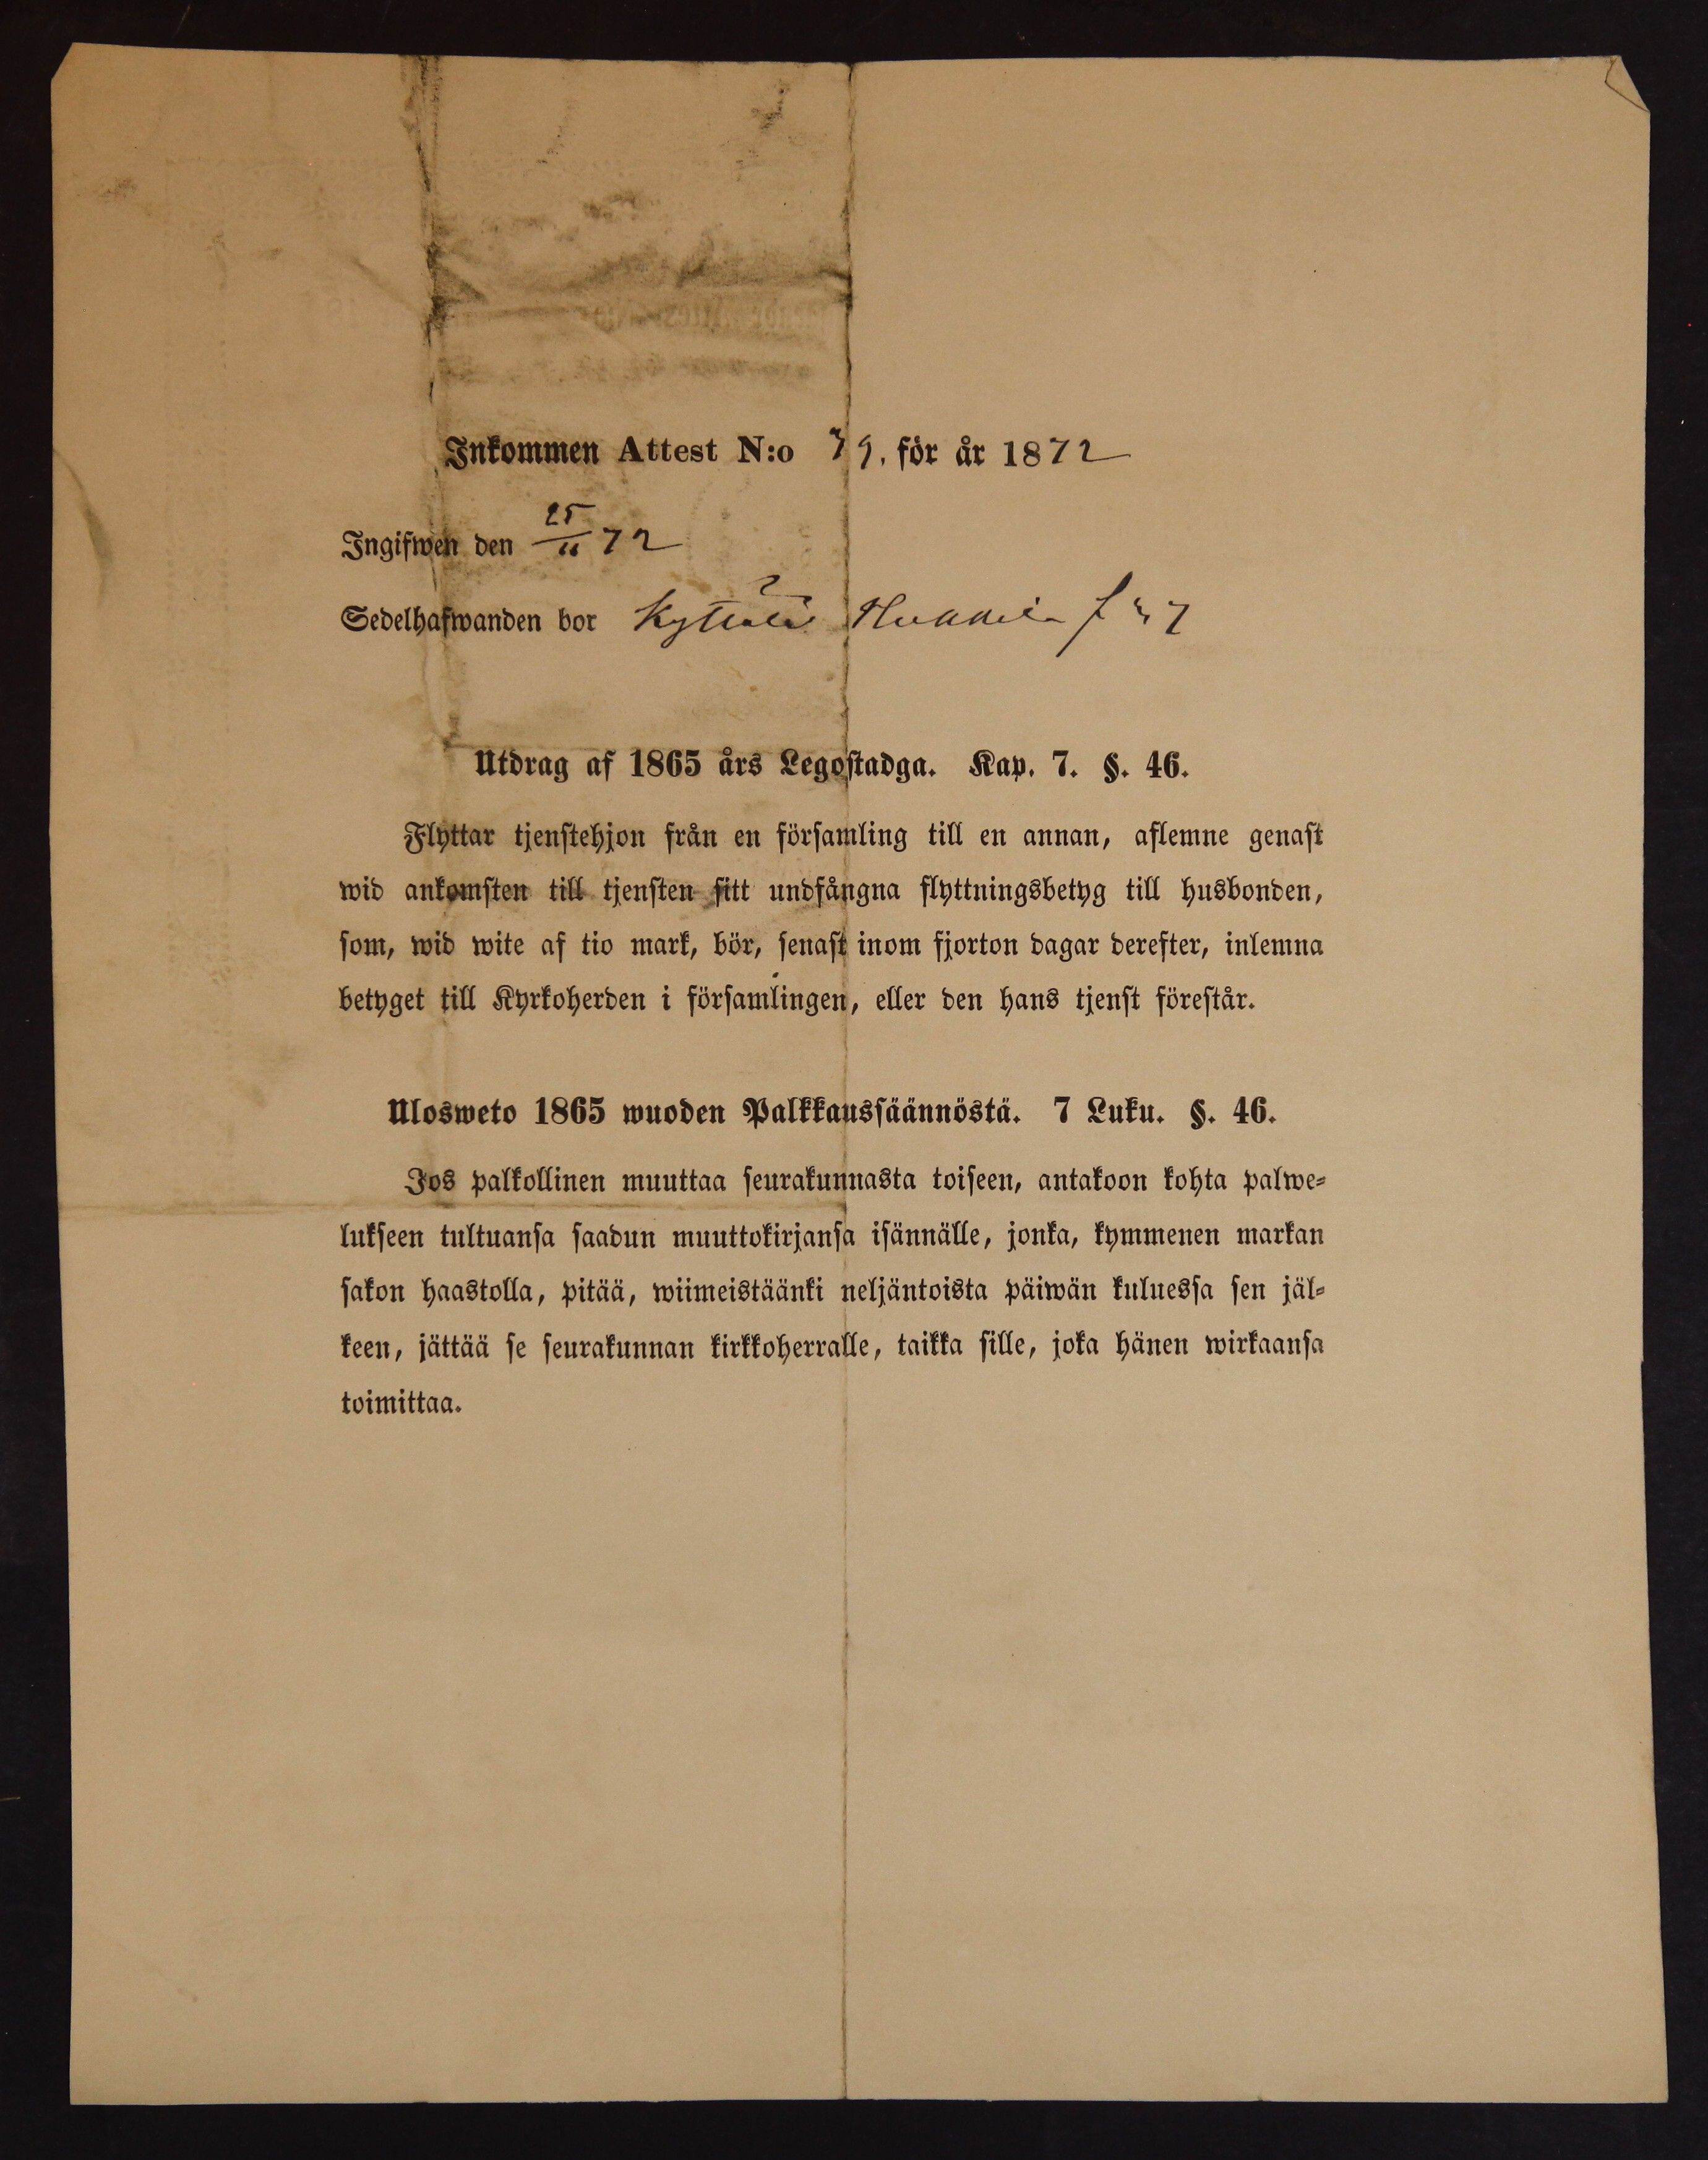 Inkommen Attest N:o 79. för år 1872
Ingifwen den 25/11 72
Sedelhafwanden bor Kyttälä
Utdrag af 1865 års Legostadga. Kap. 7. §. 46.
Flyttar tjenstehjon från en församling till en annan, aflemne genast
wid ankomsten till tjensten sitt undfångna flyttningsbetyg till husbonden,
som, wid wite af tio mark, bör, senast inom fjorton dagar derefter, inlemna
betyget till Kyrkoherden i församlingen, eller den hans tjenst förestår.
Ulosweto 1865 wuoden Palkkaussäännöstä. 7 Luku. §. 46.
Jos palkollinen muuttaa seurakunnasta toiseen, antakoon kohta palwe-
lukseen tultuansa saadun muuttokirjansa isännälle, jonka, kymmenen markan
sakon haastolla, pitää, wiimeistäänki neljäntoista päiwän kuluessa sen jäl-
keen, jättää se seurakunnan kirkkoherralle, taikka sille, joka hänen wirkaansa
toimittaa.